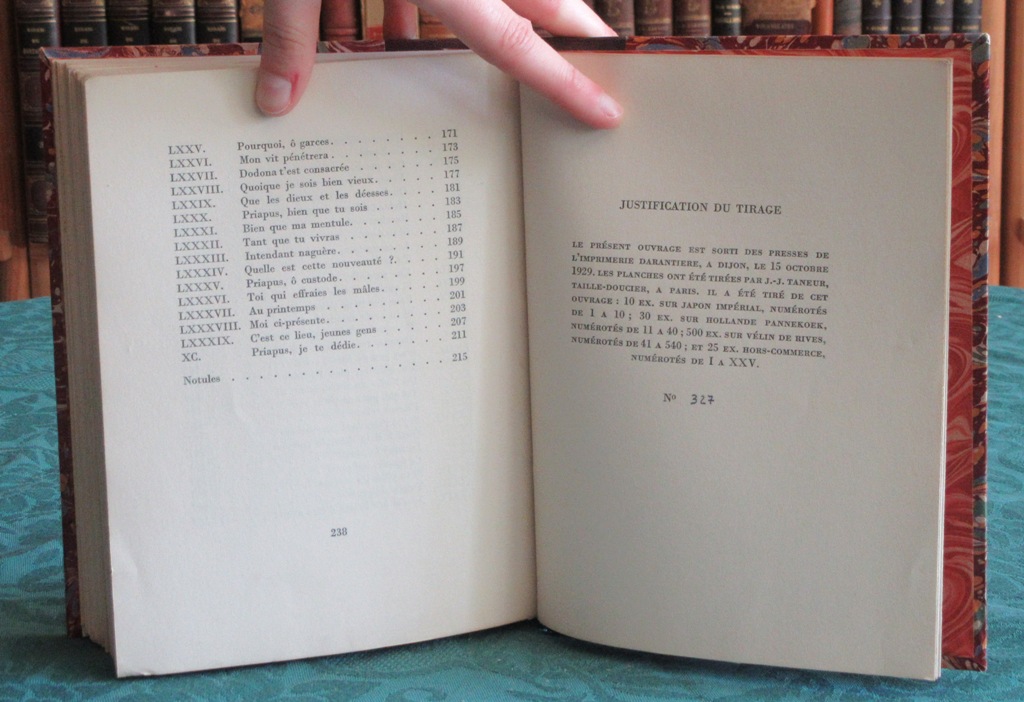 LXXV. Pourquoi, ô garces. . . . . . . . 171
LXXVI. Mon vit pénétrera. . . . . . . . 173
LXXVII. Dodona t'est consacrée . . . . . . 175
LXXVIII. Quoique je sois bien vieux. . . . . 177
LXXIX. Que les dieux et les déesses. . . . . 181
LXXX. Priapus, bien que tu sois . . . . . 183
LXXXI. Bien que ma mentule. . . . . . . 185
LXXXII. Tant que tu vivras . . . . . . . 187
LXXXIII. Intendant naguère. . . . . . . . 189
LXXXIV. Quelle est cette nouveauté ?. . . . . 191
LXXXV. Priapus, ô custode. . . . . . . . 197
LXXXVI. Toi qui effraies les mâles. . . . . . 199
LXXXVII. Au printemps . . . . . . . . . 201
LXXXVIII. Moi ci-présente. . . . . . . . . 203
LXXXIX. C'est ce lieu, jeunes gens . . . . . 207
XC. Priapus, je te dédie. . . . . . . . 211
Notules . . . . . . . . . . . . . 215
238
JUSTIFICATION DU TIRAGE
LE PRÉSENT OUVRAGE EST SORTI DES PRESSES DE
L'IMPRIMERIE DARANTIERE, A DIJON, LE 15 OCTOBRE
1929. LES PLANCHES ONT ÉTÉ TIRÉES PAR J.-J. TANEUR,
TAILLE-DOUCIER, A PARIS. IL A ÉTÉ TIRÉ DE CET
OUVRAGE : 10 EX. SUR JAPON IMPÉRIAL, NUMÉROTÉS
DE 1 A 10 ; 30 EX. SUR HOLLANDE PANNEKOEK,
NUMÉROTÉS DE 11 A 40 ; 500 EX. SUR VÉLIN DE RIVES,
NUMÉROTÉS DE 41 A 540 ; ET 25 EX. HORS-COMMERCE,
NUMÉROTÉS DE I A XXV.
Nº 327